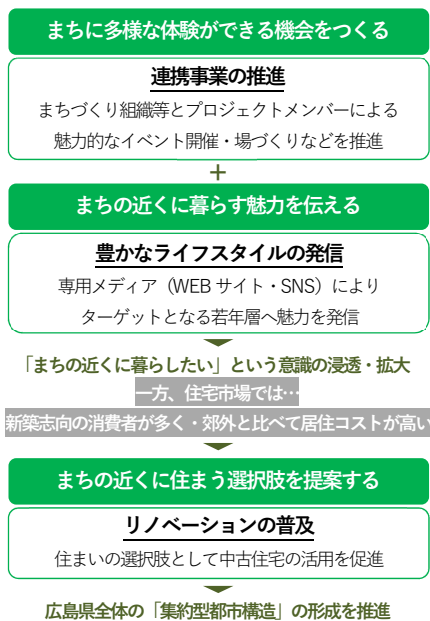 まちに多様な体験ができる機会をつくる
連携事業の推進
まちづくり組織等とプロジェクトメンバーによる
魅力的なイベント開催・場づくりなどを推進
+
まちの近くに暮らす魅力を伝える
豊かなライフスタイルの発信
専用メディア（WEB サイト・SNS）により
ターゲットとなる若年層へ魅力を発信
「まちの近くに暮らしたい」という意識の浸透・拡大
一方、住宅市場では…
新築志向の消費者が多く・郊外と比べて居住コストが高い
まちの近くに住まう選択肢を提案する
リノベーションの普及
住まいの選択肢として中古住宅の活用を促進
広島県全体の「集約型都市構造」の形成を推進